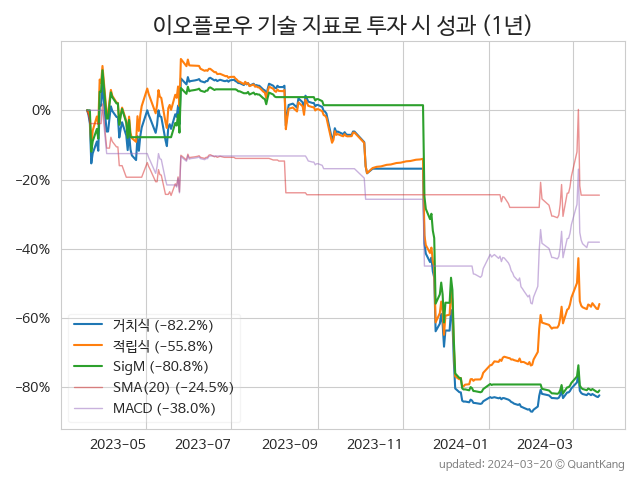 이오플로우 기술 지표로 투자 시 성과 (1년)
0%
−20%
−40%
−60%
−80%
거치식 (−82.2%)
적립식 (−55.8%)
SigM (−80.8%)
SMA(20) (−24.5%)
MACD (−38.0%)
2023-05
2023-07
2023-09
2023-11
2024-01
2024-03
updated: 2024-03-20 © QuantKang